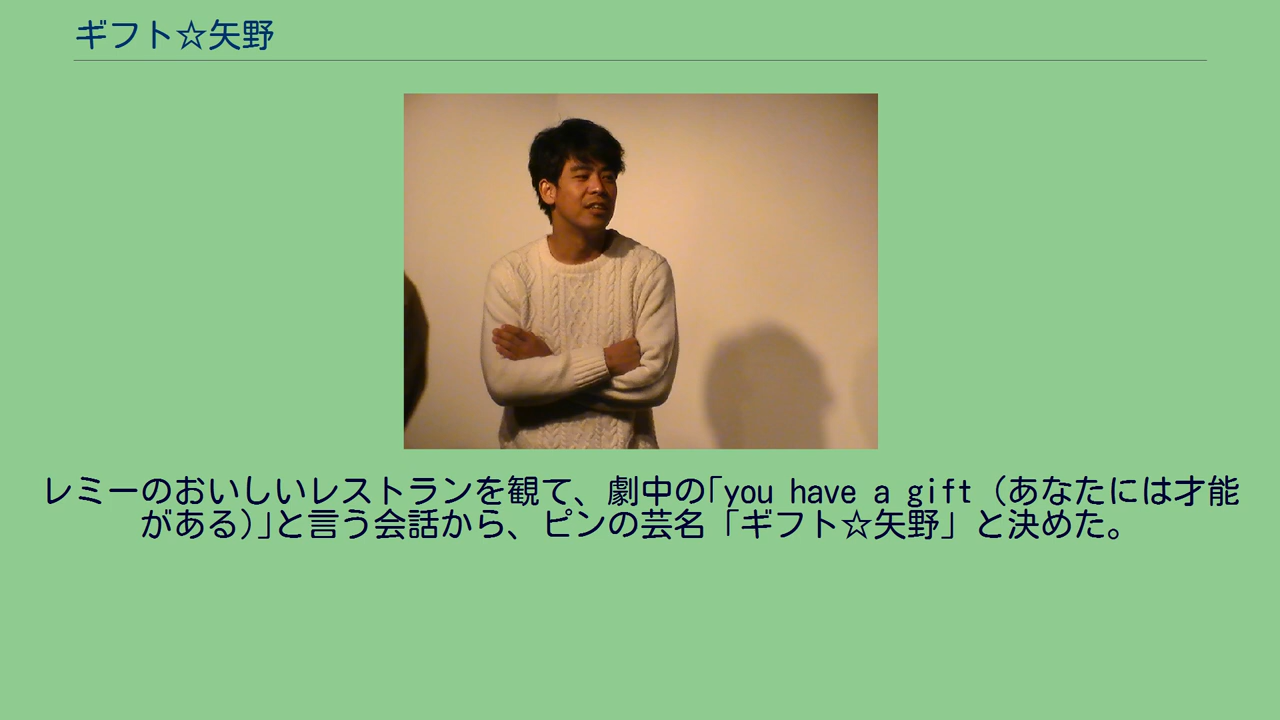 ギフト☆矢野
レミーのおいしいレストランを観て、劇中の｢you have a gift（あなたには才能
がある）｣と言う会話から、ピンの芸名「ギフト☆矢野」と決めた。